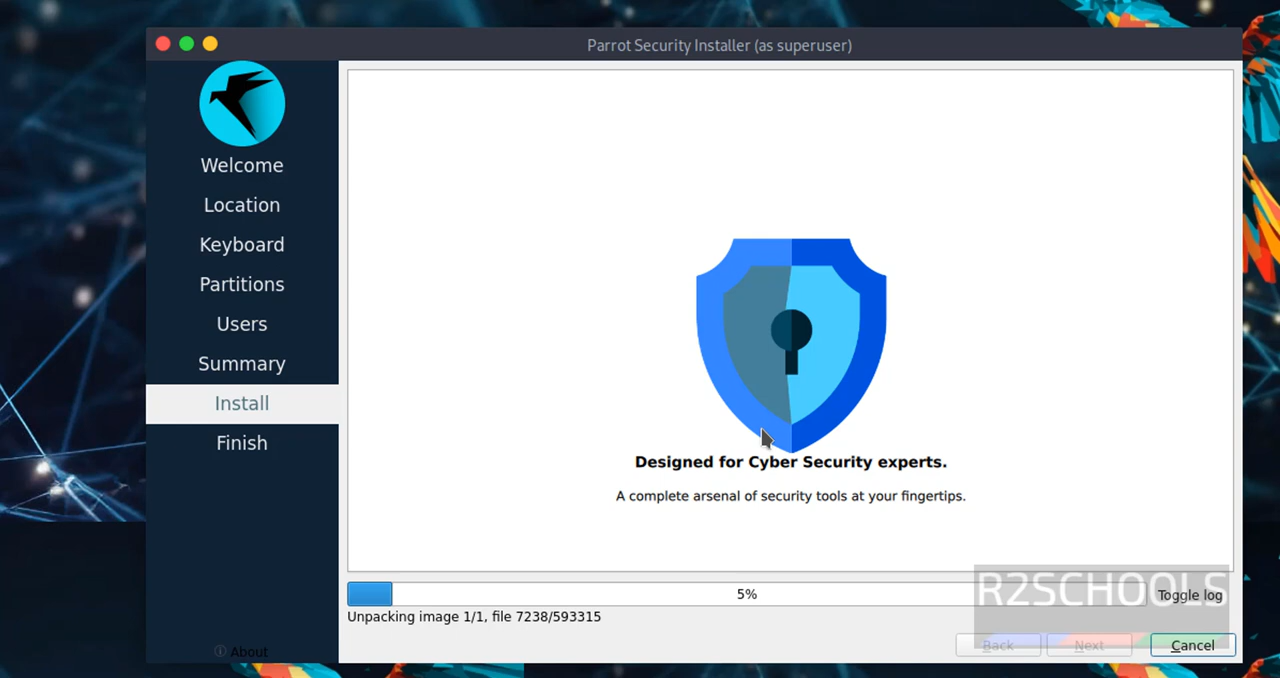 Parrot Security Installer (as superuser)
Welcome
Location
Keyboard
Partitions
Users
Summary
Install
Finish
Designed for Cyber Security experts.
A complete arsenal of security tools at your fingertips.
5%
R2SCHOOLS
Toggle log
Unpacking image 1/1, file 7238/593315
About
Back
Next
Cancel